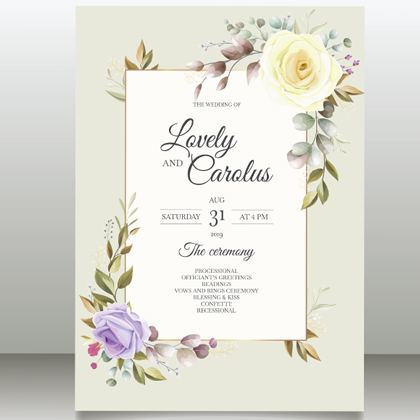 THE WEDDING OF
Lovely
AND Carolus
AUG
SATURDAY 31 AT 4 PM
2019
The ceremony
PROCESSIONAL
OFFICIANT'S GREETINGS
READINGS
VOWS AND RINGS CEREMONY
BLESSING & KISS
CONFETTI
RECESSIONAL